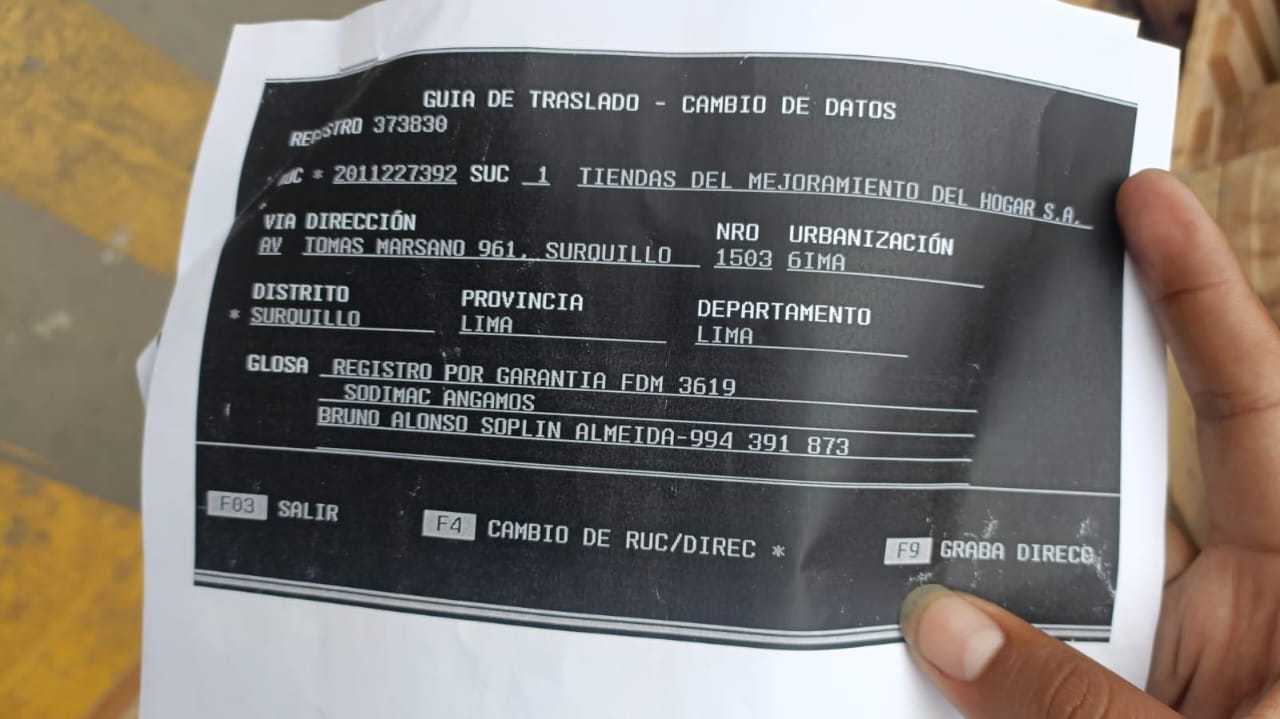 GUIA DE TRASLADO - CAMBIO DE DATOS
REGISTRO 373830
RUC * 2011227392 SUC 1 TIENDAS DEL MEJORAMIENTO DEL HOGAR S.A.
VIA DIRECCIÓN NRO URBANIZACIÓN
AV TOMAS MARSANO 961, SURQUILLO 1503 6IMA
DISTRITO PROVINCIA DEPARTAMENTO
* SURQUILLO LIMA LIMA
GLOSA REGISTRO POR GARANTIA FDM 3619
SODIMAC ANGAMOS
BRUNO ALONSO SOPLIN ALMEIDA-994 391 873
F03 SALIR F4 CAMBIO DE RUC/DIREC * F9 GRABA DIRECO